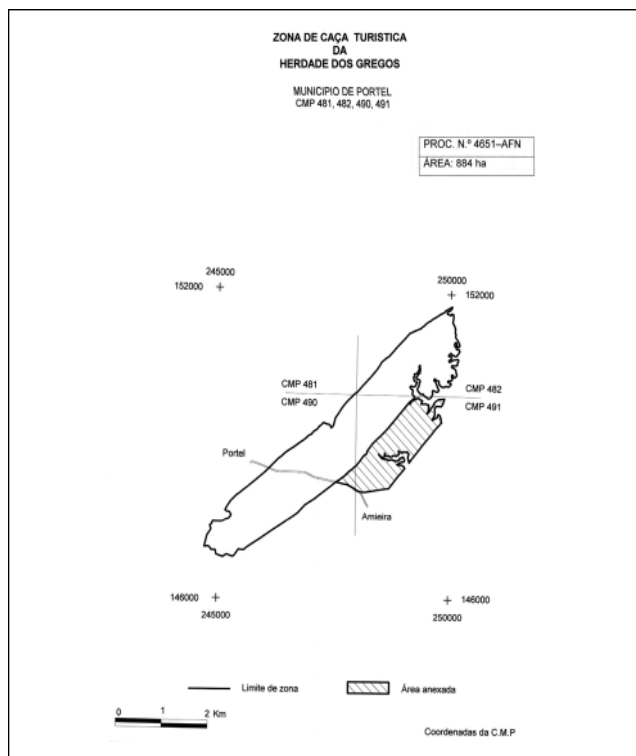 ZONA DE CAÇA TURISTICA
DA
HERDADE DOS GREGOS
MUNICIPIO DE PORTEL
CMP 481, 482, 490, 491
PROC. N.º 4651–AFN
ÁREA: 884 ha
245000
152000
250000
152000
CMP 481
CMP 482
CMP 490
CMP 491
Portel
Amieira
146000
245000
146000
250000
Limite de zona
Área anexada
0 1 2 Km
Coordenadas da C.M.P